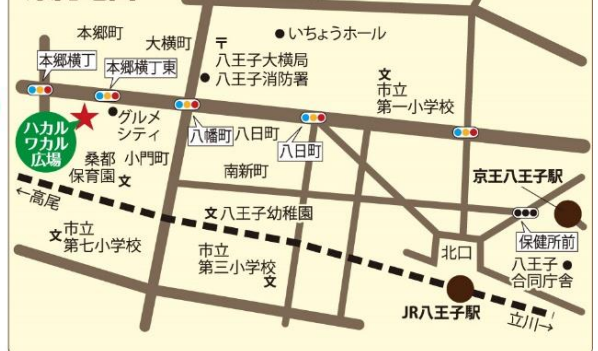 本郷町
大横町
〒
八王子大横局
八王子消防署
いちょうホール
本郷横丁
本郷横丁東
文
市立
第一小学校
グルメ
シティ
八幡町
八日町
八日町
ハカル
ワカル
広場
桑都
保育園
小門町
文
南新町
京王八王子駅
←高尾
文
市立
第七小学校
文八王子幼稚園
市立
第三小学校
文
北口
保健所前
八王子
合同庁舎
JR八王子駅
立川→